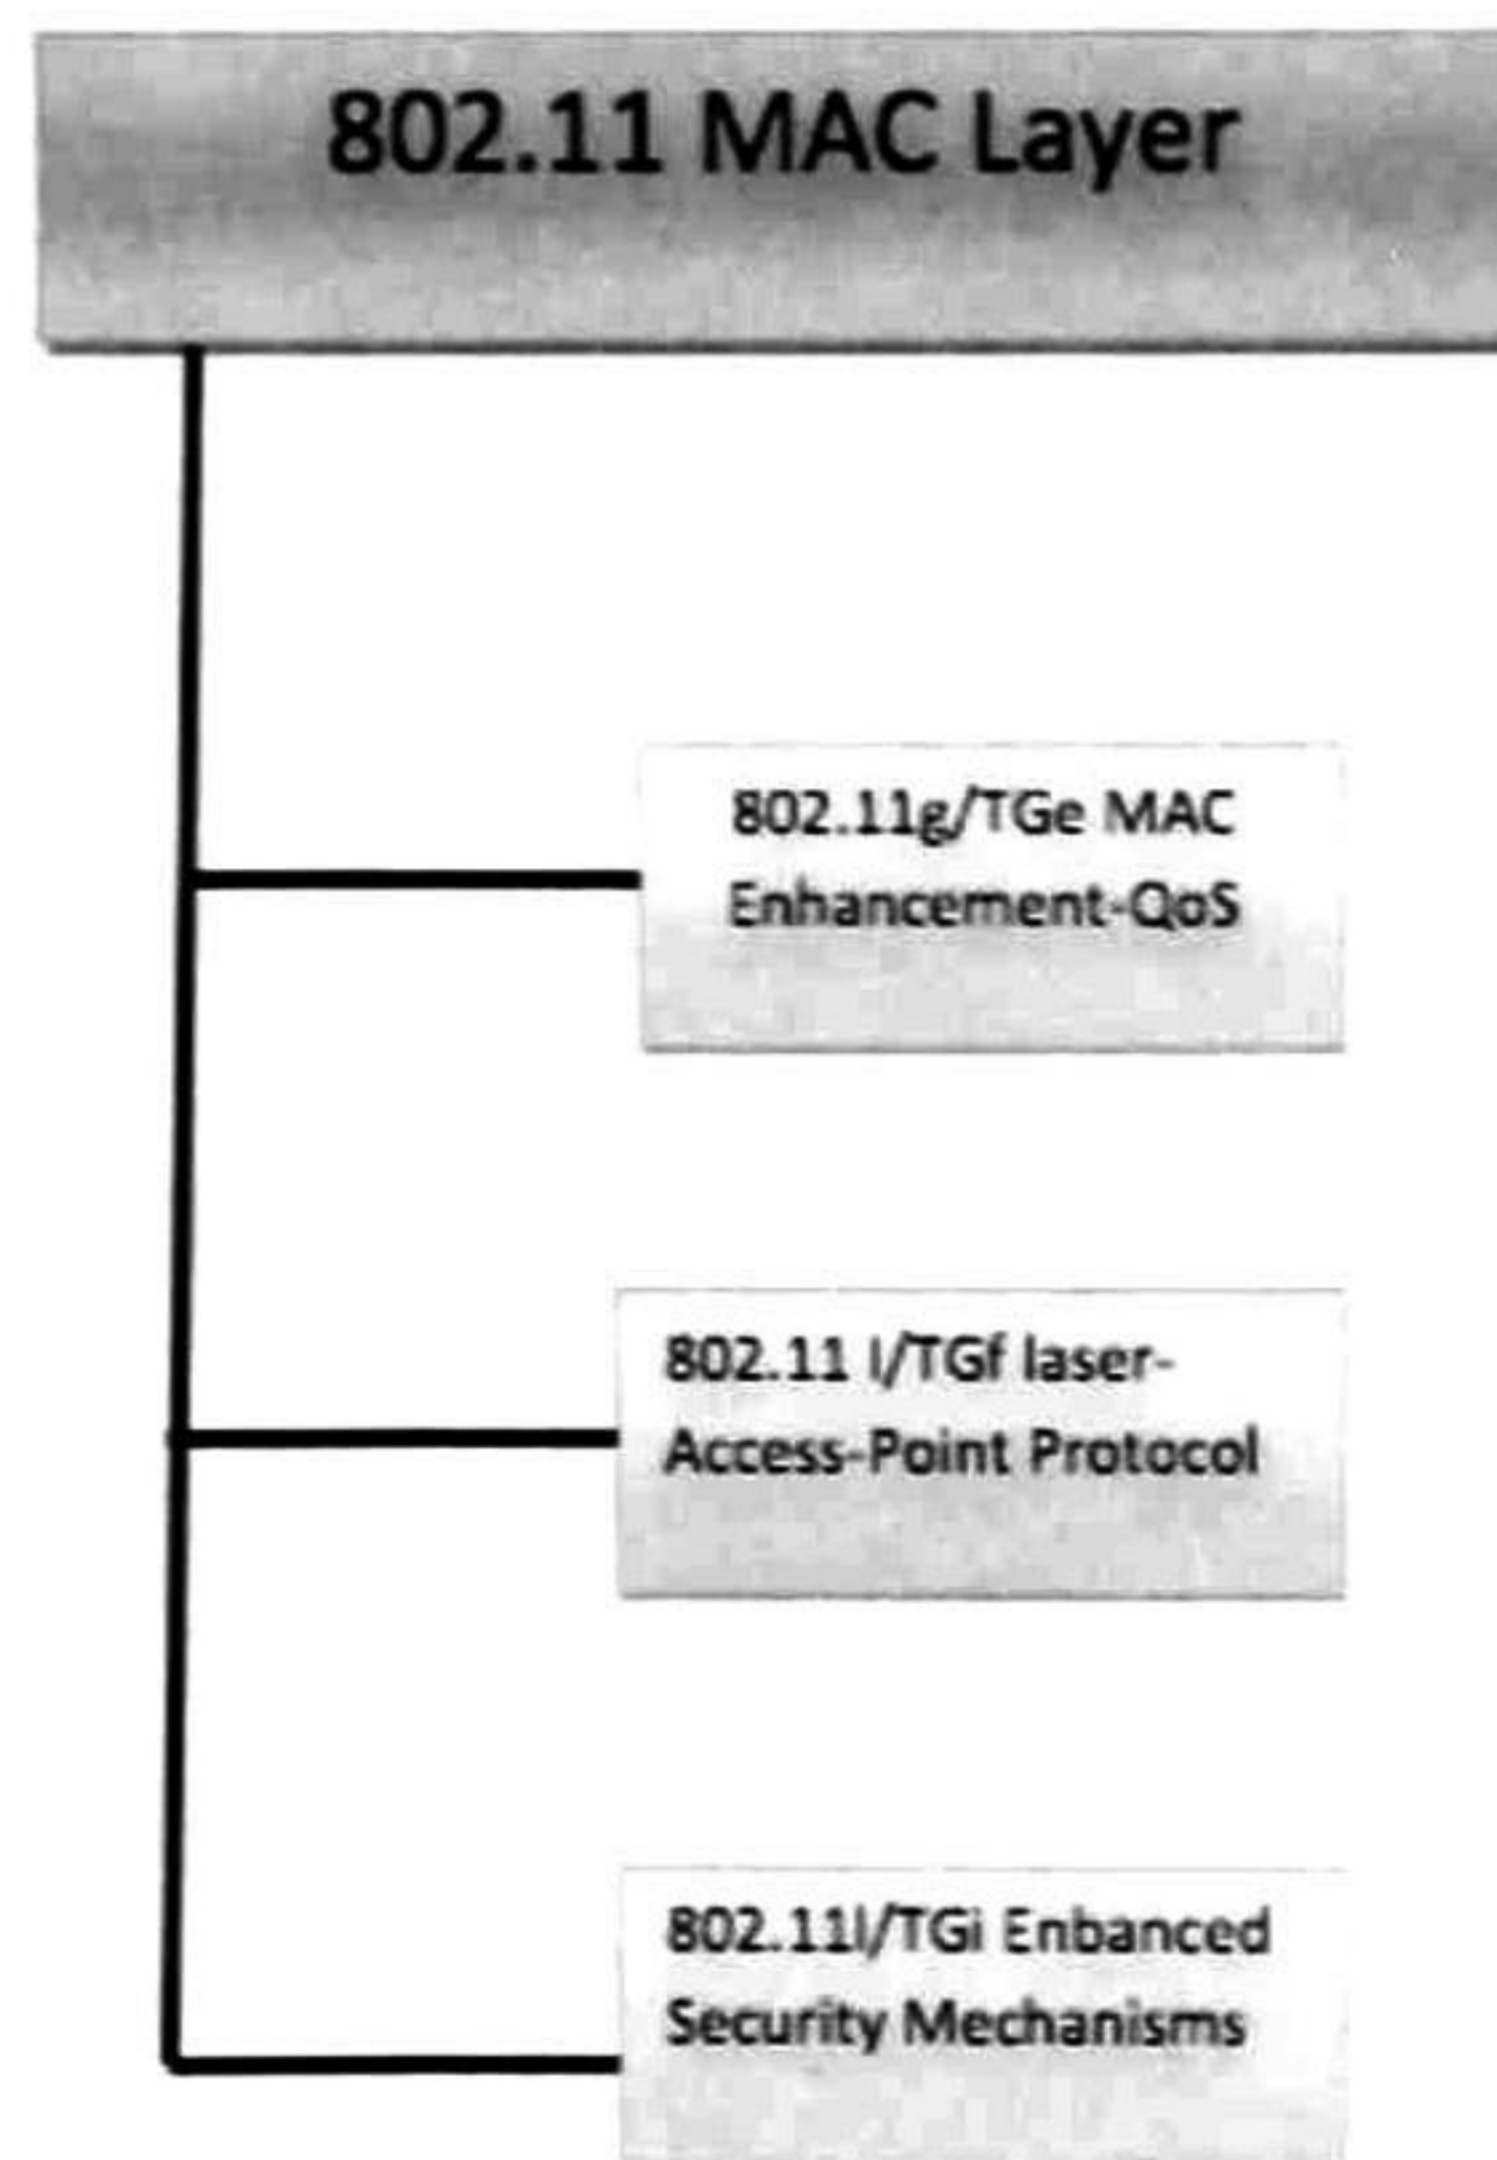 802.11 MAC Layer
802.11g/TGe MAC
Enhancement-QoS
802.11 I/TGf laser-
Access-Point Protocol
802.11l/TGi Enbanced
Security Mechanisms